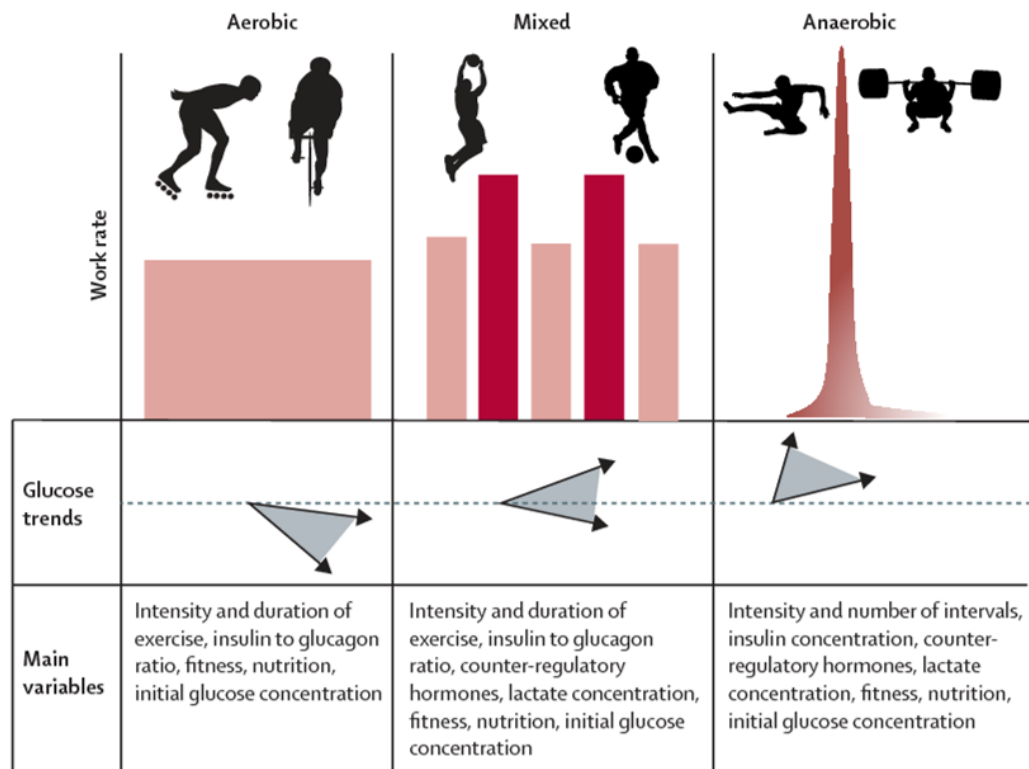 Aerobic
Mixed
Anaerobic
Work rate
Glucose
trends
Main
variables
Intensity and duration of
exercise, insulin to glucagon
ratio, fitness, nutrition,
initial glucose concentration
Intensity and duration of
exercise, insulin to glucagon
ratio, counter-regulatory
hormones, lactate concentration,
fitness, nutrition, initial glucose
concentration
Intensity and number of intervals,
insulin concentration, counter-
regulatory hormones, lactate
concentration, fitness, nutrition,
initial glucose concentration